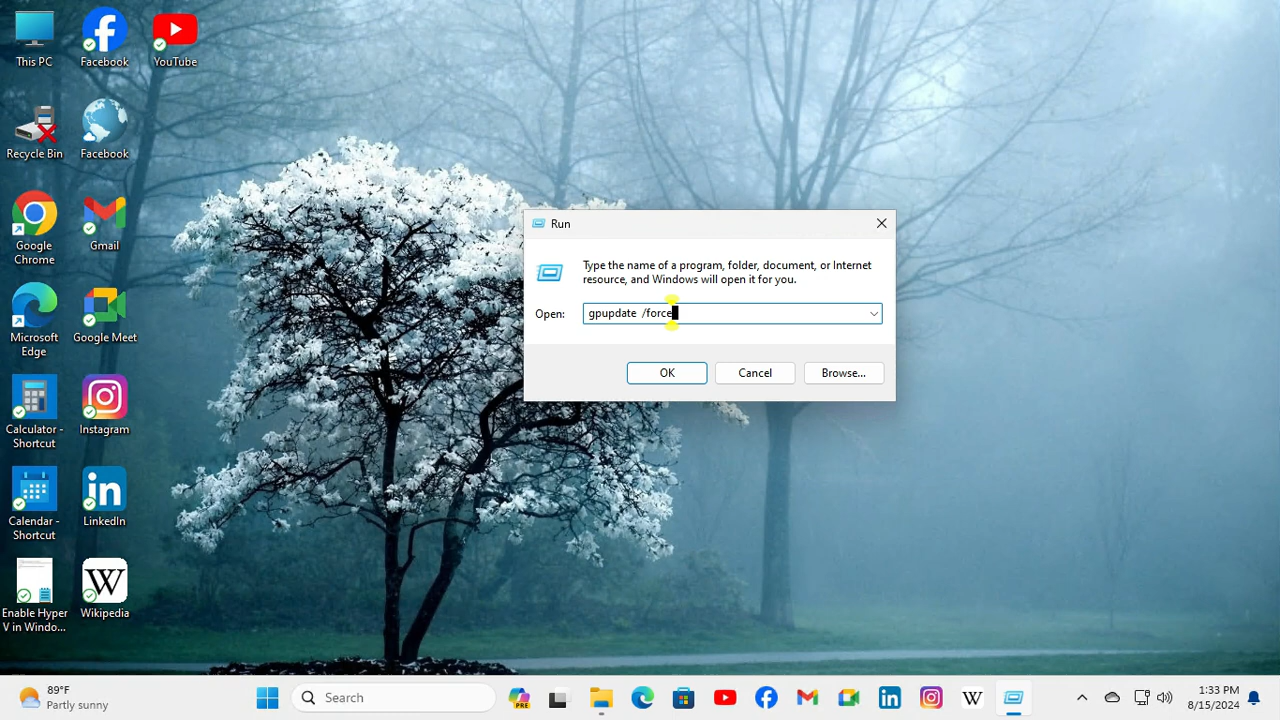 This PC
Facebook
YouTube
Recycle Bin
Facebook
Google
Chrome
Gmail
Microsoft
Edge
Google Meet
Calculator -
Shortcut
Instagram
Calendar -
Shortcut
LinkedIn
Enable Hyper
V in Windo...
Wikipedia
Run
Type the name of a program, folder, document, or Internet
resource, and Windows will open it for you.
Open: gpupdate /force
OK
Cancel
Browse...
89°F
Partly sunny
Search
PRE
1:33 PM
8/15/2024